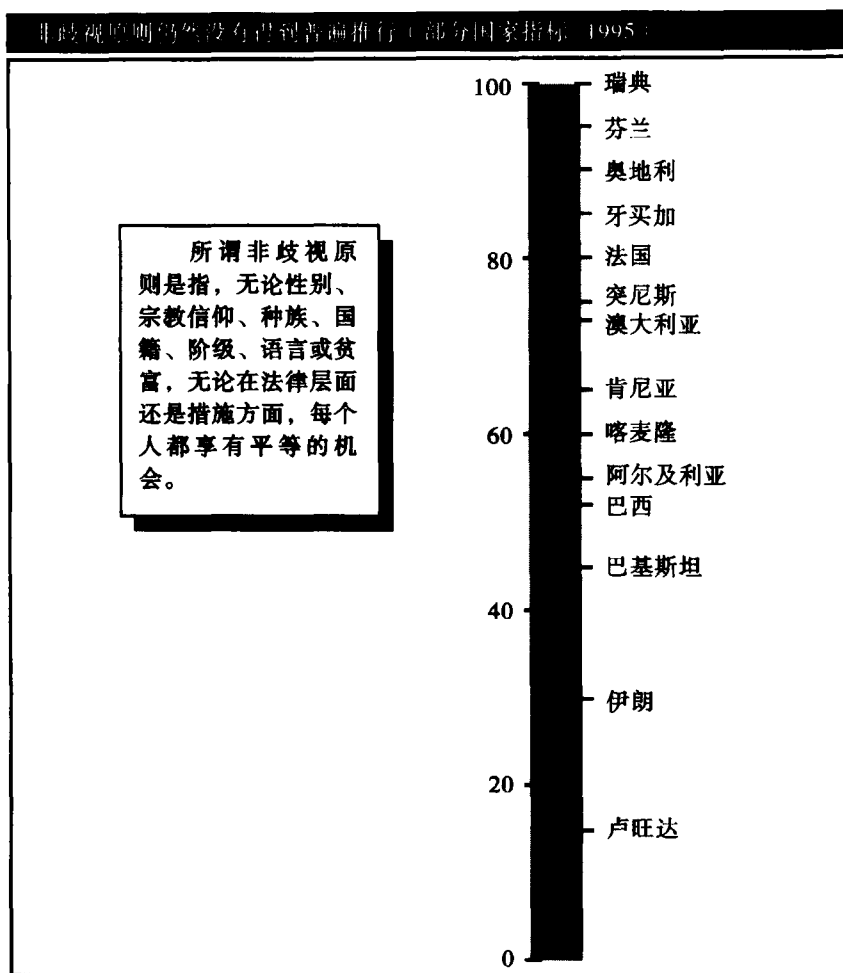 非歧视原则仍然没有得到普遍推行（部分国家指标 1995）
所谓非歧视原
则是指，无论性别、
宗教信仰、种族、国
籍、阶级、语言或贫
富，无论在法律层面
还是措施方面，每个
人都享有平等的机
会。
100
80
60
40
20
0
瑞典
芬兰
奥地利
牙买加
法国
突尼斯
澳大利亚
肯尼亚
喀麦隆
阿尔及利亚
巴西
巴基斯坦
伊朗
卢旺达